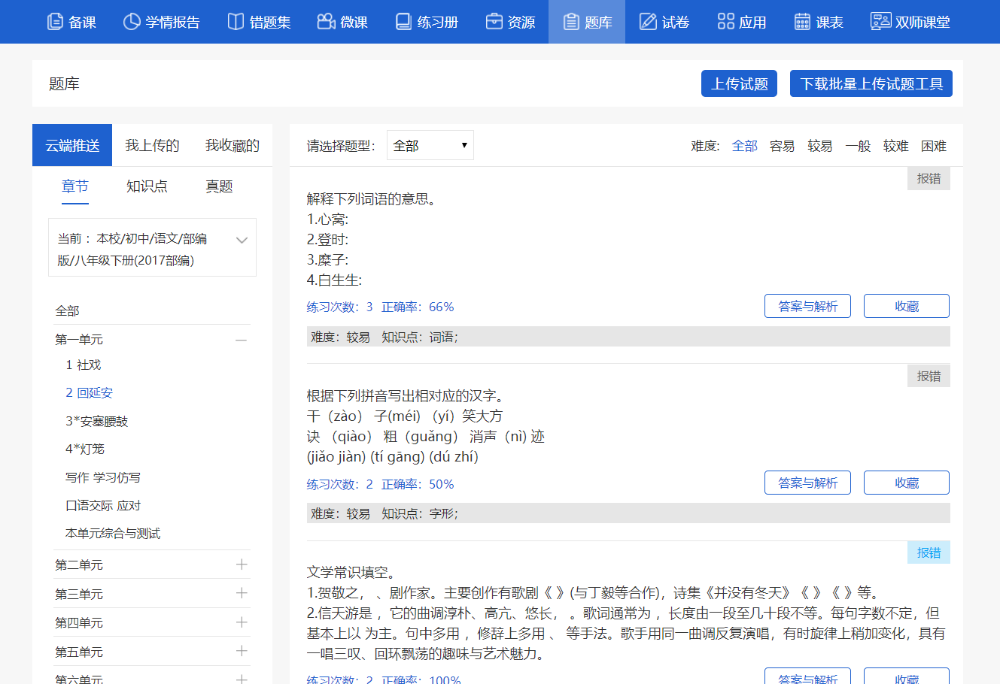 备课 学情报告 错题集 微课 练习册 资源 题库 试卷 应用 课表 双师课堂
题库 上传试题 下载批量上传试题工具
云端推送 我上传的 我收藏的
章节 知识点 真题
当前 : 本校/初中/语文/部编
版/八年级下册(2017部编)
全部
第一单元
1 社戏
2 回延安
3*安塞腰鼓
4*灯笼
写作 学习仿写
口语交际 应对
本单元综合与测试
第二单元
第三单元
第四单元
第五单元
第六单元
请选择题型: 全部 难度: 全部 容易 较易 一般 较难 困难
报错
解释下列词语的意思。
1.心窝:
2.登时:
3.糜子:
4.白生生:
练习次数: 3 正确率: 66% 答案与解析 收藏
难度: 较易 知识点: 词语;
报错
根据下列拼音写出相对应的汉字。
干（zào） 子(méi) （yí）笑大方
诀 （qiào） 粗（guǎng） 消声（nì) 迹
(jiǎo jiàn) (tí gāng) (dú zhí)
练习次数: 2 正确率: 50% 答案与解析 收藏
难度: 较易 知识点: 字形;
报错
文学常识填空。
1.贺敬之， 、剧作家。主要创作有歌剧《 》(与丁毅等合作)，诗集《并没有冬天》《 》《 》等。
2.信天游是 ，它的曲调淳朴、高亢、悠长， 。歌词通常为 ，长度由一段至几十段不等。每句字数不定，但
基本上以 为主。句中多用 ，修辞上多用 、 等手法。歌手用同一曲调反复演唱，有时旋律上稍加变化，具有
一唱三叹、回环飘荡的趣味与艺术魅力。
练习次数: 2 正确率: 100% 答案与解析 收藏